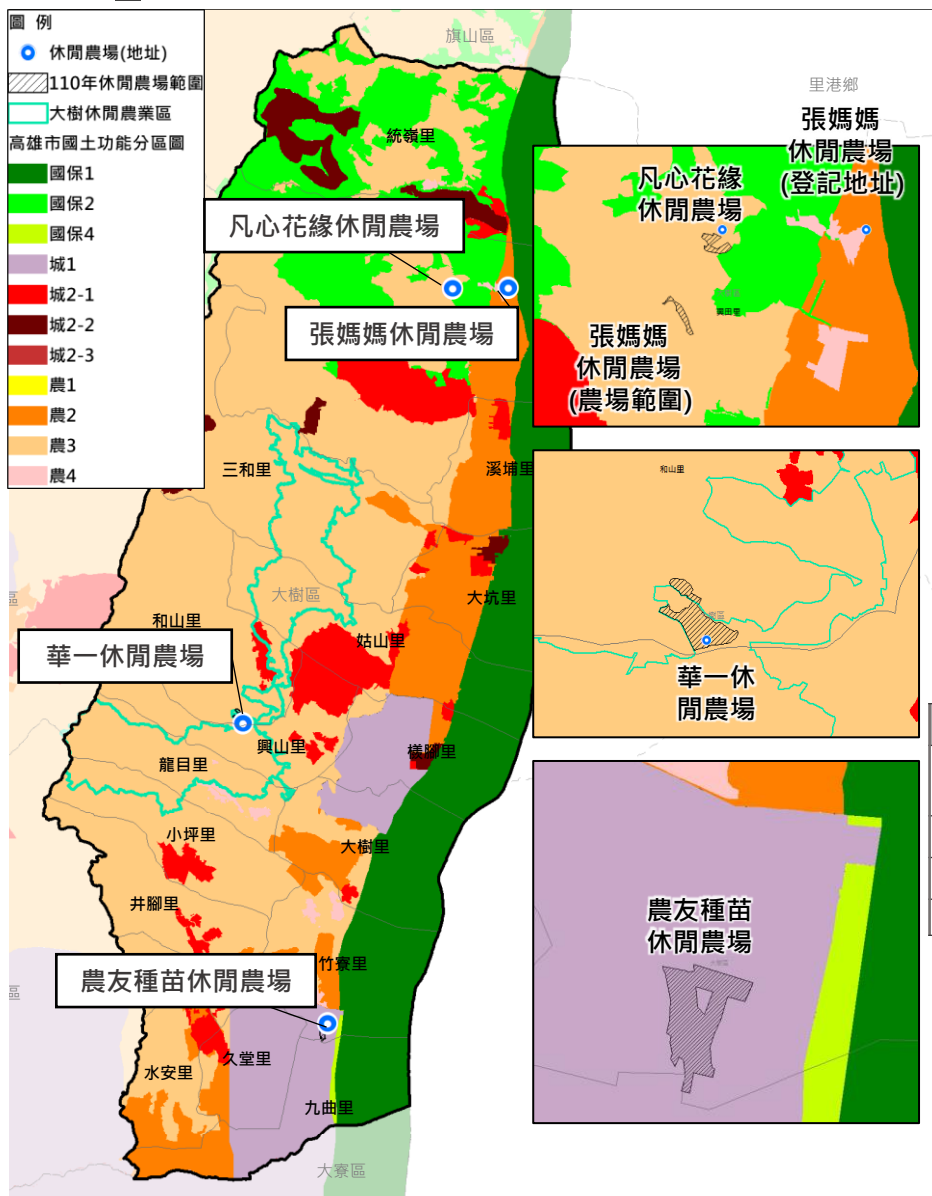 圖 例
休閒農場(地址)
110年休閒農場範圍
大樹休閒農業區
高雄市國土功能分區圖
國保1
國保2
國保4
城1
城2-1
城2-2
城2-3
農1
農2
農3
農4
旗山區
里港鄉
統嶺里
凡心花緣休閒農場
張媽媽休閒農場
三和里
溪埔里
大樹區
大坑里
和山里
姑山里
華一休閒農場
興山里
樣腳里
龍目里
小坪里
大樹里
井腳里
竹寮里
農友種苗休閒農場
久堂里
水安里
九曲里
大寮區
區
區
張媽媽
休閒農場
(登記地址)
凡心花緣
休閒農場
張媽媽
休閒農場
(農場範圍)
和山里
華一休
閒農場
農友種苗
休閒農場